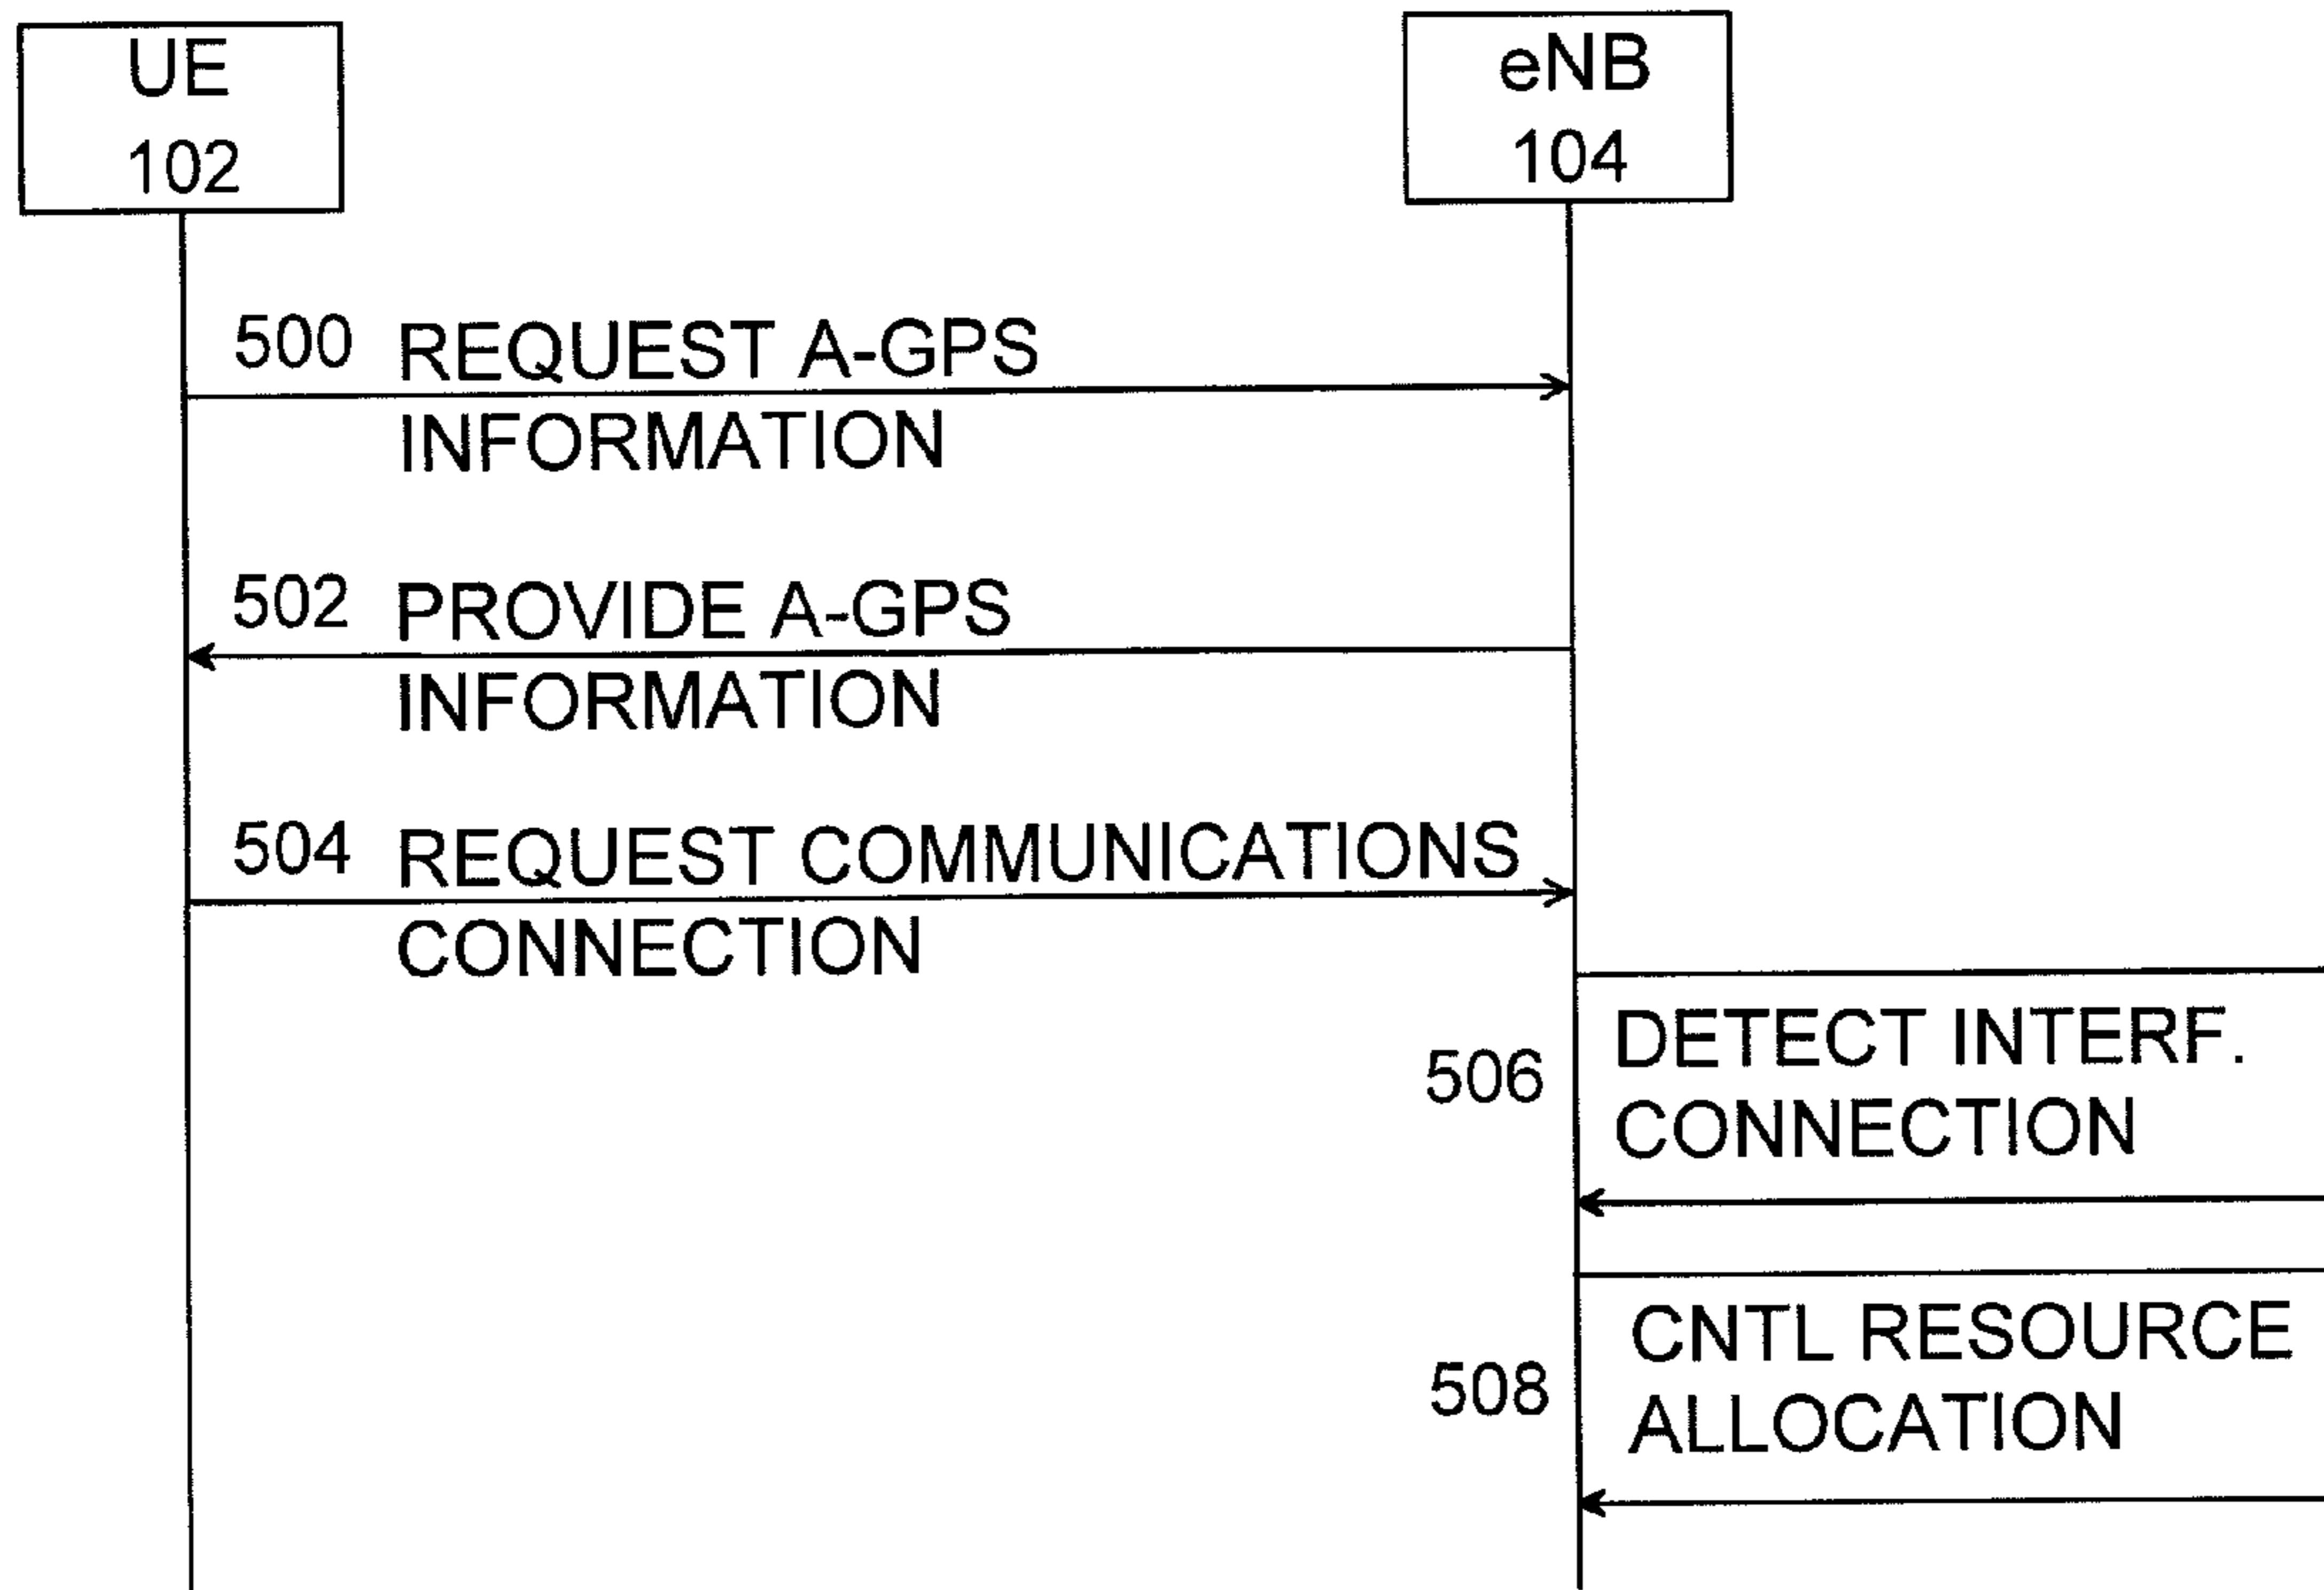 UE
102
eNB
104
500 REQUEST A-GPS
INFORMATION
502 PROVIDE A-GPS
INFORMATION
504 REQUEST COMMUNICATIONS
CONNECTION
506
DETECT INTERF.
CONNECTION
508
CNTL RESOURCE
ALLOCATION